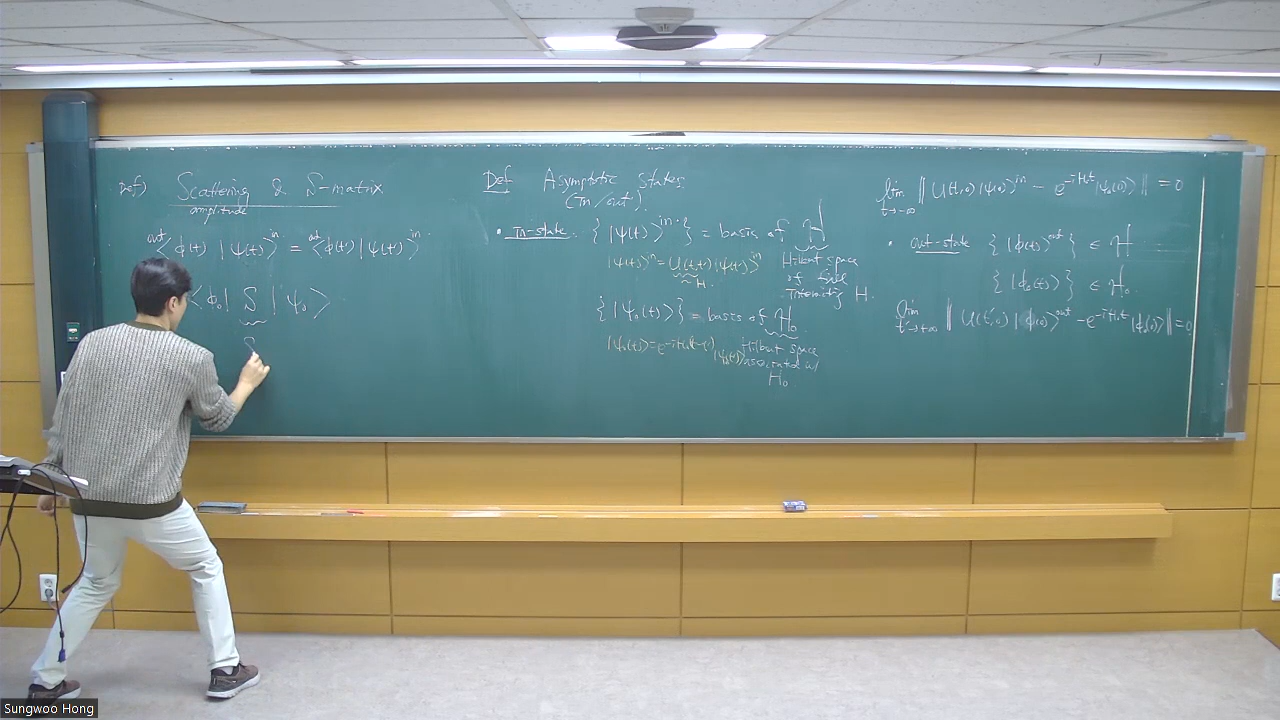 Def) Scattering & S-matrix
amplitude
out<φ(t) | ψ(t)>in = out<φ(t) | ψ(t)>in
<φ₀| S |ψ₀>
S
Def Asymptotic States
(In/out)
• In-state : { |ψ(t)>in } = basis of H
|ψ(t)>in = U(t,t') |ψ(t')>in
H.
Hilbert space
of full
interacting H.
{ |ψ₀(t)> } = basis of H₀
|ψ₀(t)> = e^{-iH₀(t-t')} |ψ₀(t')>
Hilbert space
associated w/
H₀
lim t→-∞ || U(t,0) |ψ(0)>in - e^{-iH₀t} |ψ₀(0)> || = 0
• out-state { |φ(t)>out } ∈ H
{ |φ₀(t)> } ∈ H₀.
lim t→+∞ || U(t,0) |φ(0)>out - e^{-iH₀t} |φ₀(0)> || = 0
Sungwoo Hong